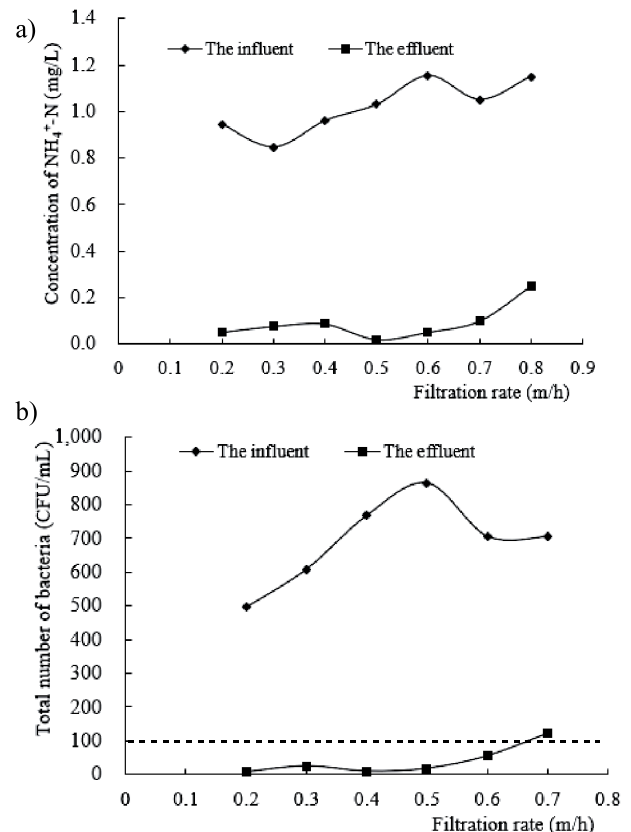 a)
1.4
The influent
The effluent
1.2
1.0
0.8
0.6
0.4
0.2
0.0
Concentration of NH₄⁺-N (mg/L)
0 0.1 0.2 0.3 0.4 0.5 0.6 0.7 0.8 0.9
Filtration rate (m/h)
b)
1,000
The influent
The effluent
900
800
700
600
500
400
300
200
100
0
Total number of bacteria (CFU/mL)
0 0.1 0.2 0.3 0.4 0.5 0.6 0.7 0.8
Filtration rate (m/h)